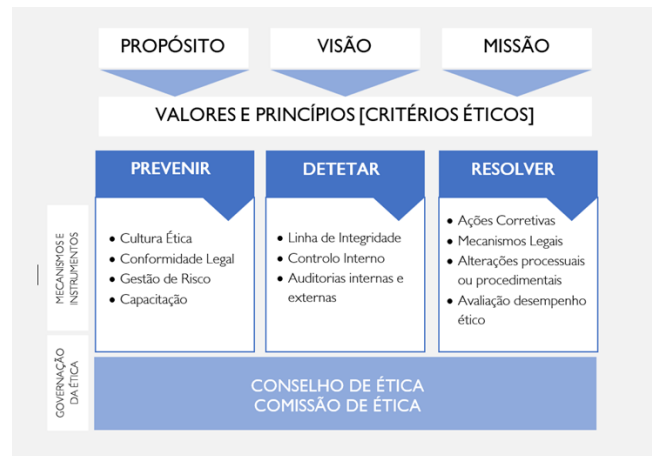 PROPÓSITO
VISÃO
MISSÃO
VALORES E PRINCÍPIOS [CRITÉRIOS ÉTICOS]
PREVENIR
DETETAR
RESOLVER
MECANISMOS E
INSTRUMENTOS
• Cultura Ética
• Conformidade Legal
• Gestão de Risco
• Capacitação
• Linha de Integridade
• Controlo Interno
• Auditorias internas e
externas
• Ações Corretivas
• Mecanismos Legais
• Alterações processuais
ou procedimentais
• Avaliação desempenho
ético
GOVERNAÇÃO
DA ÉTICA
CONSELHO DE ÉTICA
COMISSÃO DE ÉTICA